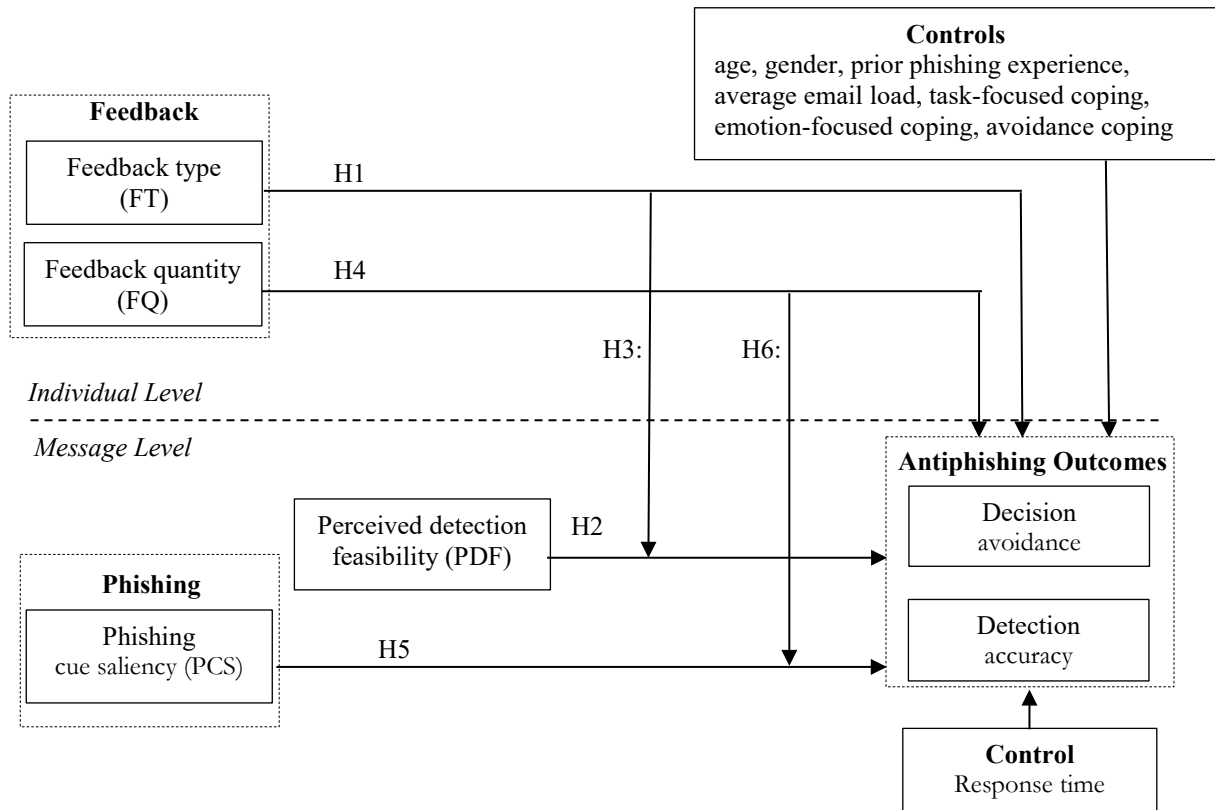 Controls
age, gender, prior phishing experience,
average email load, task-focused coping,
emotion-focused coping, avoidance coping
Feedback
Feedback type
(FT)
H1
Feedback quantity
(FQ)
H4
H3:
H6:
Individual Level
Message Level
Antiphishing Outcomes
Decision
avoidance
Perceived detection
feasibility (PDF)
H2
Phishing
Phishing
cue saliency (PCS)
H5
Detection
accuracy
Control
Response time